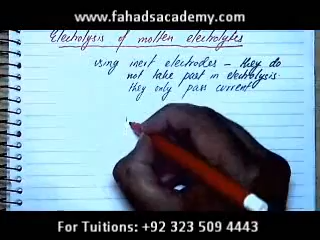 www.fahadsacademy.com
Electrolysis of molten electrolytes
using inert electrodes - they do
not take part in electrolysis
they only pass current
For Tuitions: +92 323 509 4443